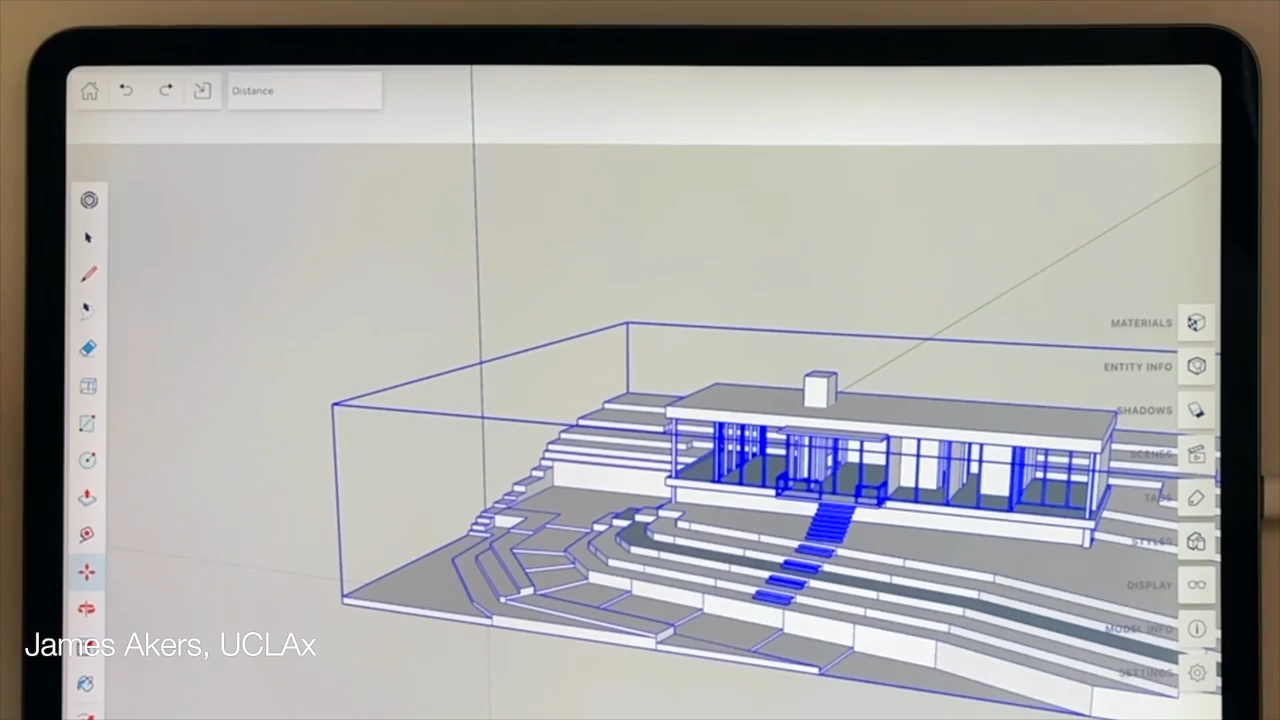 Distance
MATERIALS
ENTITY INFO
SHADOWS
SCENES
TAGS
STYLES
DISPLAY
MODEL INFO
SETTINGS
James Akers, UCLAx